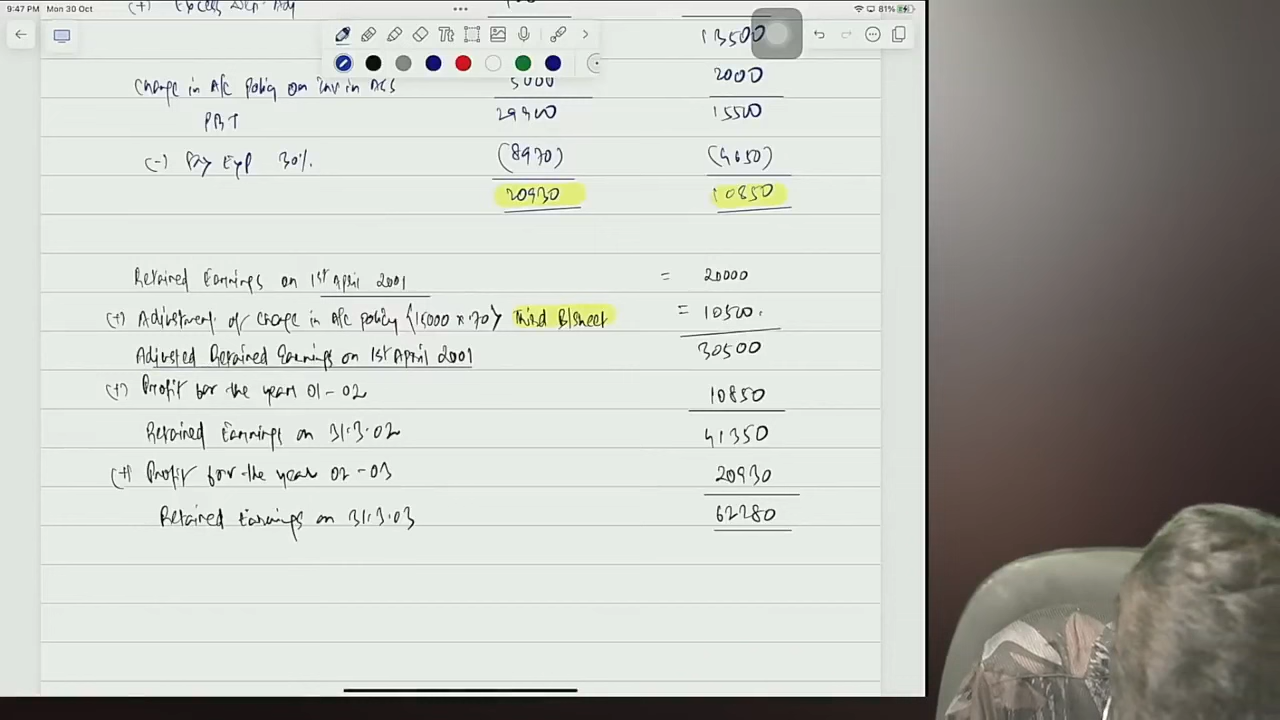 9:47 PM Mon 30 Oct
81%
(+) Excess Dep. Adj
13500
Change in A/c Policy on Inv in Acs 5000 2000
PBT 29900 15500
(-) Tax Exp 30% (8970) (4650)
20930 10850
Retained Earnings on 1st April 2001 = 20000
(+) Adjustment of change in A/c policy {15000 x .70} Third B/Sheet = 10500.
Adjusted Retained Earnings on 1st April 2001 30500
(+) Profit for the year 01-02 10850
Retained Earnings on 31.3.02 41350
(+) Profit for the year 02-03 20930
Retained Earnings on 31.3.03 62280